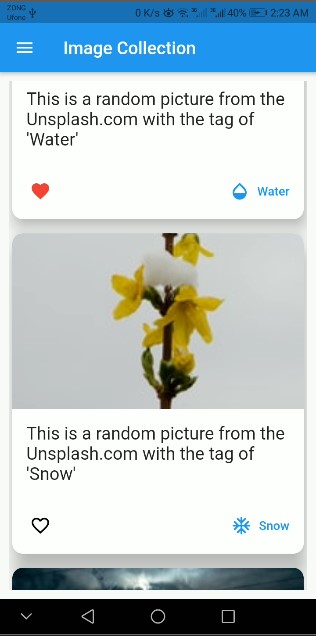 ZONG
Ufone
0 K/s 40% 2:23 AM
Image Collection
This is a random picture from the
Unsplash.com with the tag of
'Water'
Water
This is a random picture from the
Unsplash.com with the tag of
'Snow'
Snow